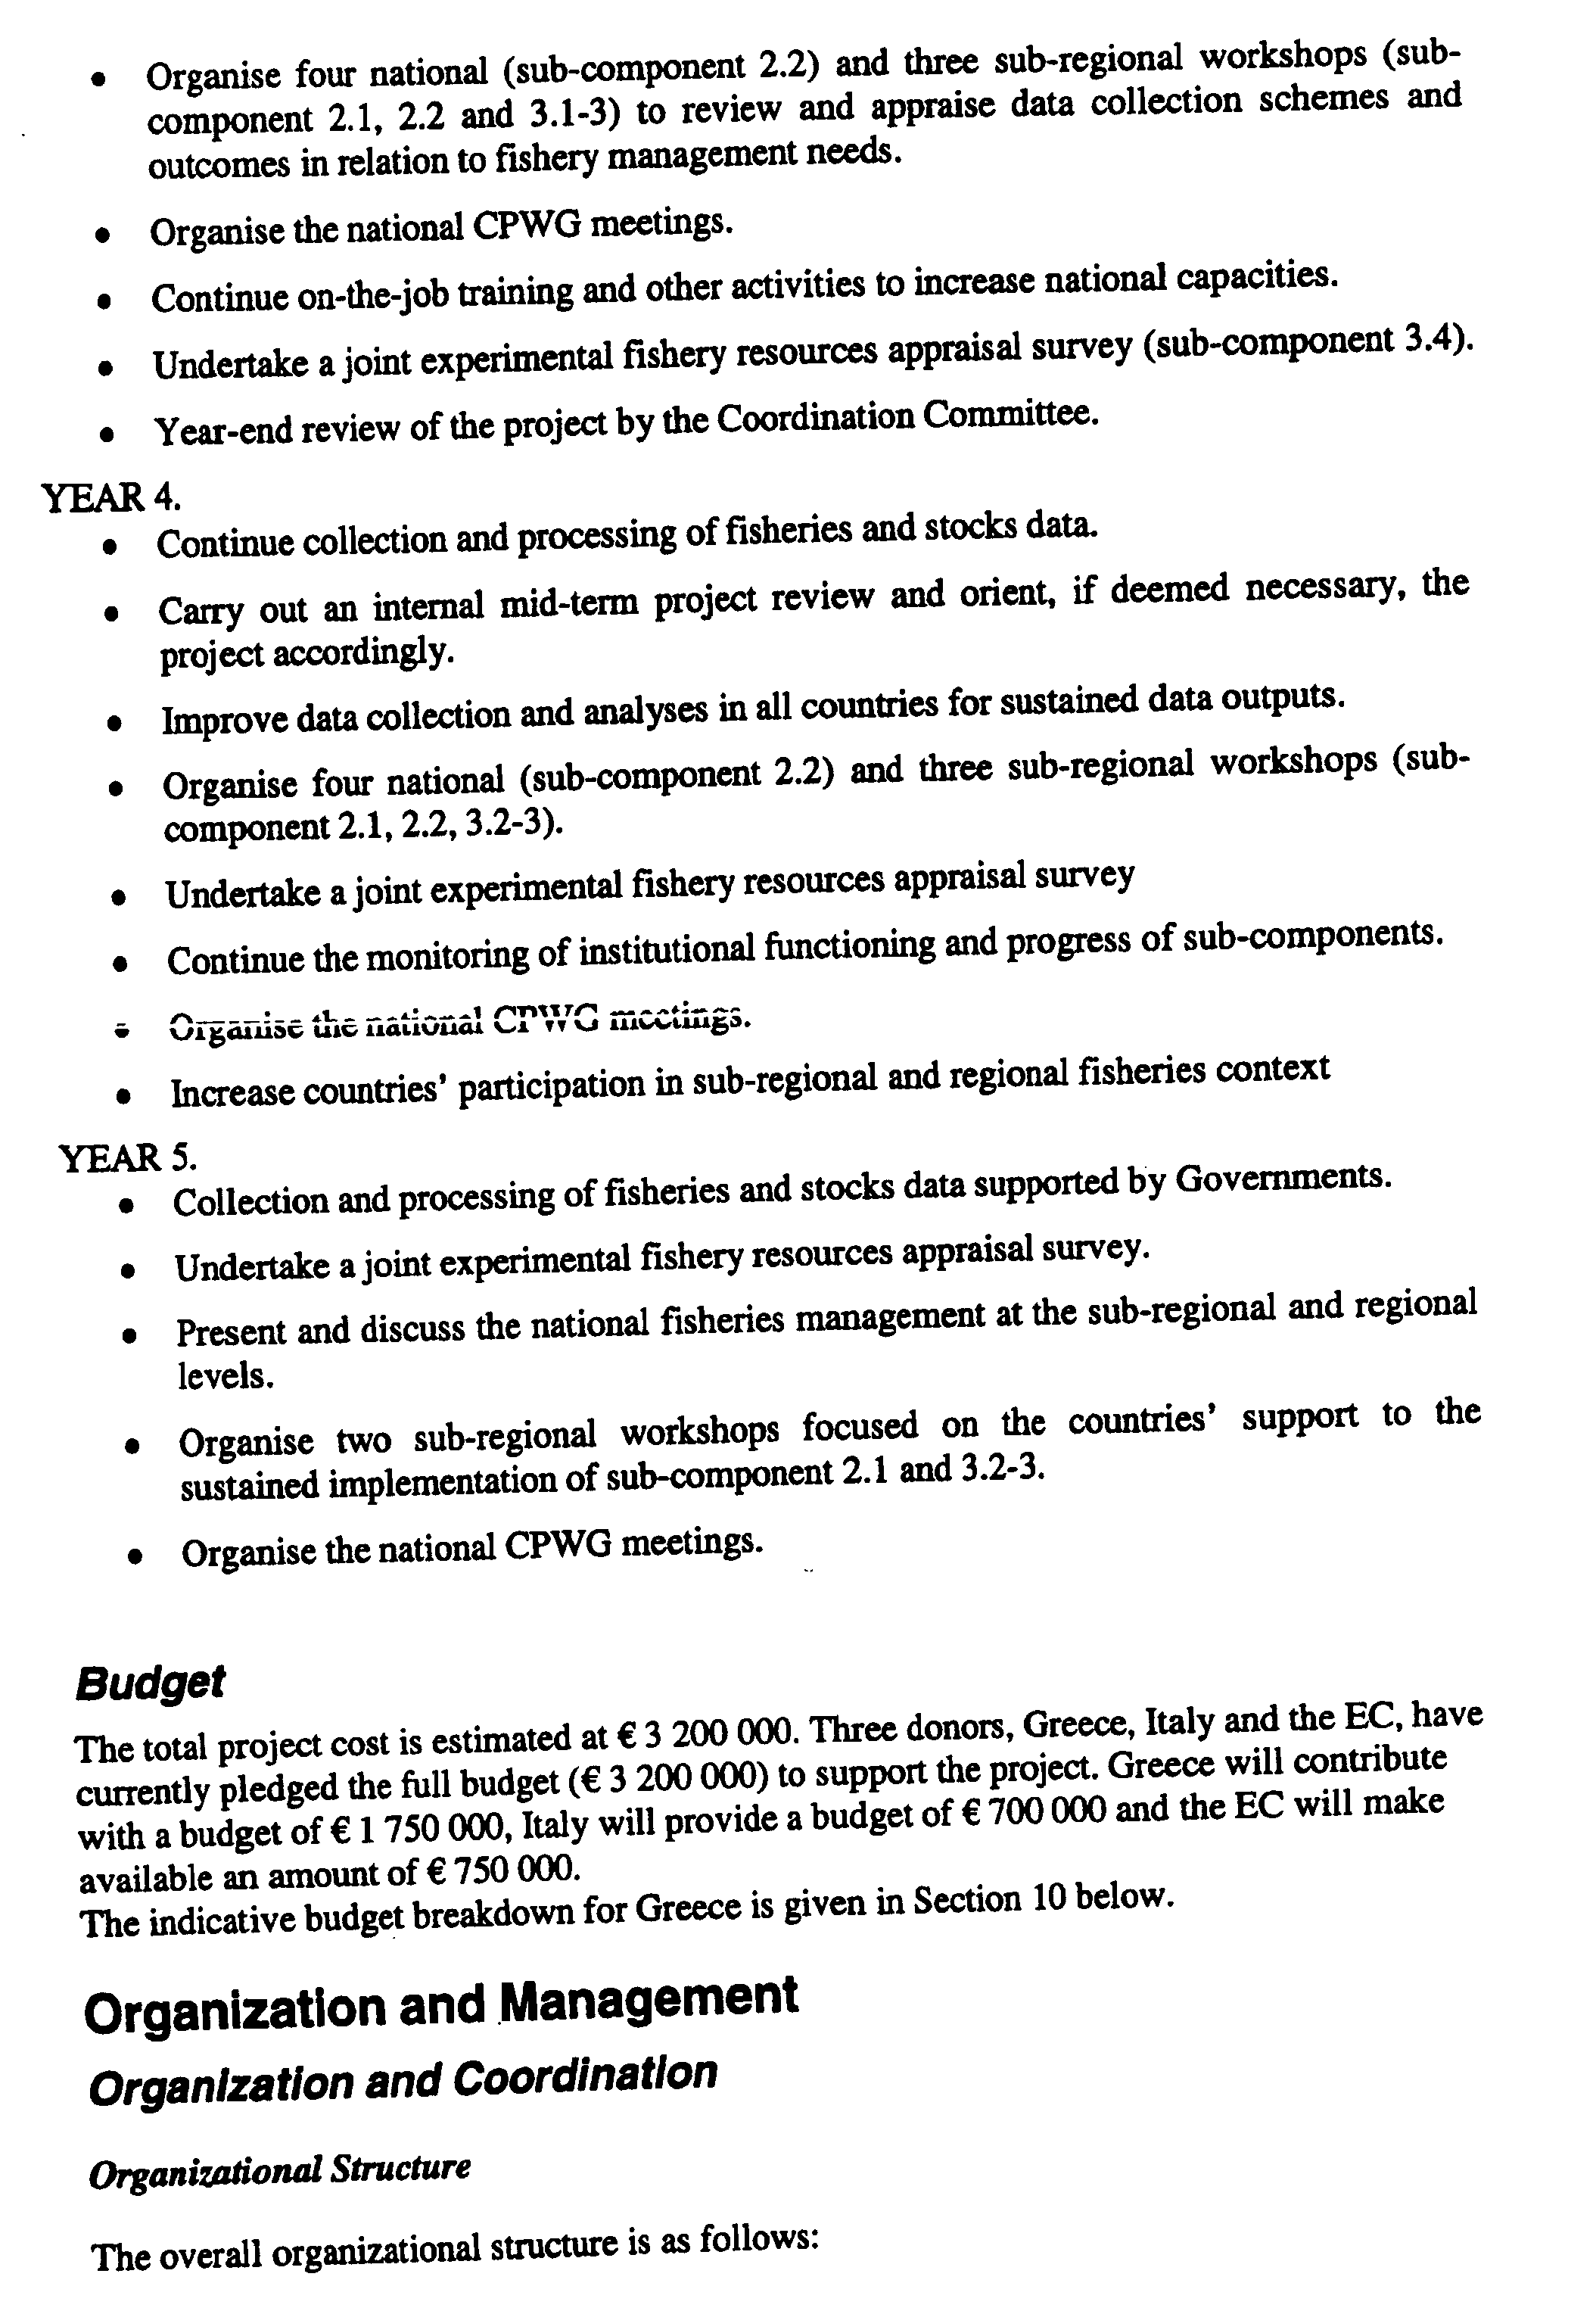 • Organise four national (sub-component 2.2) and three sub-regional workshops (sub-
component 2.1, 2.2 and 3.1-3) to review and appraise data collection schemes and
outcomes in relation to fishery management needs.
• Organise the national CPWG meetings.
• Continue on-the-job training and other activities to increase national capacities.
• Undertake a joint experimental fishery resources appraisal survey (sub-component 3.4).
• Year-end review of the project by the Coordination Committee.
YEAR 4.
• Continue collection and processing of fisheries and stocks data.
• Carry out an internal mid-term project review and orient, if deemed necessary, the
project accordingly.
• Improve data collection and analyses in all countries for sustained data outputs.
• Organise four national (sub-component 2.2) and three sub-regional workshops (sub-
component 2.1, 2.2, 3.2-3).
• Undertake a joint experimental fishery resources appraisal survey
• Continue the monitoring of institutional functioning and progress of sub-components.
• Organise the national CPWG meetings.
• Increase countries' participation in sub-regional and regional fisheries context
YEAR 5.
• Collection and processing of fisheries and stocks data supported by Governments.
• Undertake a joint experimental fishery resources appraisal survey.
• Present and discuss the national fisheries management at the sub-regional and regional
levels.
• Organise two sub-regional workshops focused on the countries' support to the
sustained implementation of sub-component 2.1 and 3.2-3.
• Organise the national CPWG meetings.
Budget
The total project cost is estimated at € 3 200 000. Three donors, Greece, Italy and the EC, have
currently pledged the full budget (€ 3 200 000) to support the project. Greece will contribute
with a budget of € 1 750 000, Italy will provide a budget of € 700 000 and the EC will make
available an amount of € 750 000.
The indicative budget breakdown for Greece is given in Section 10 below.
Organization and Management
Organization and Coordination
Organizational Structure
The overall organizational structure is as follows: